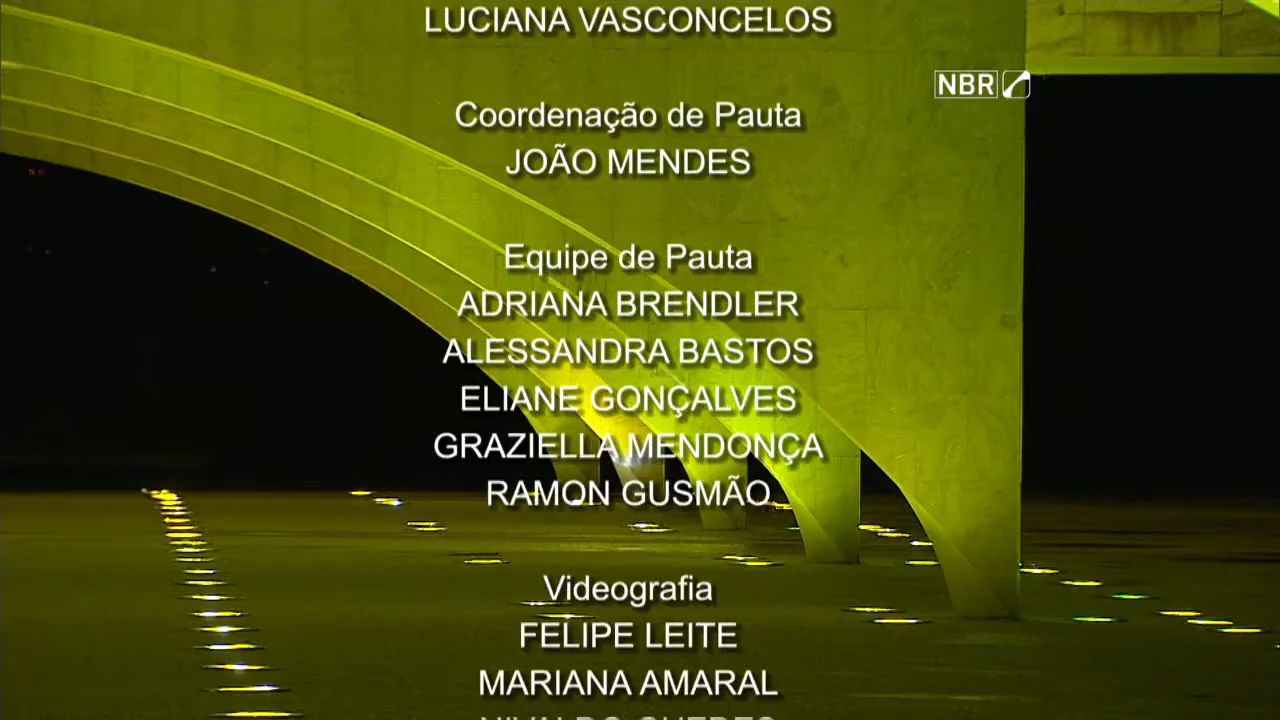 LUCIANA VASCONCELOS
NBR
Coordenação de Pauta
JOÃO MENDES
Equipe de Pauta
ADRIANA BRENDLER
ALESSANDRA BASTOS
ELIANE GONÇALVES
GRAZIELLA MENDONÇA
RAMON GUSMÃO
Videografia
FELIPE LEITE
MARIANA AMARAL